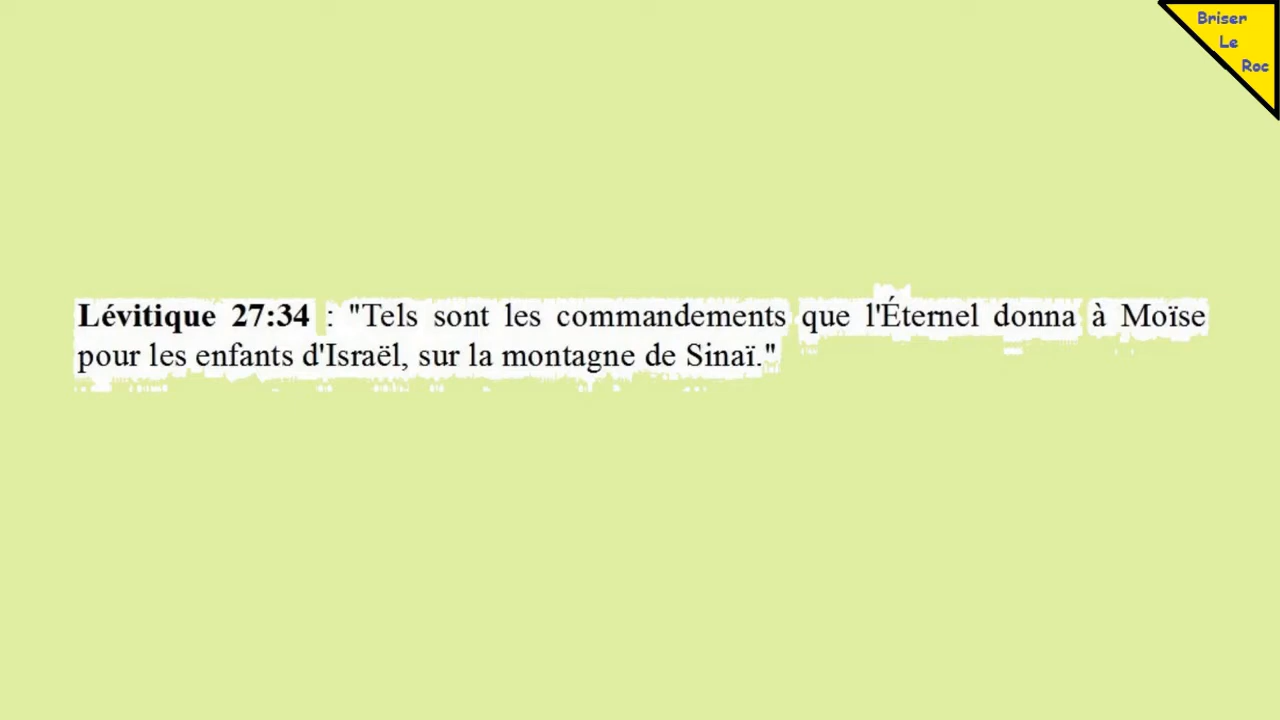 Briser
Le
Roc
Lévitique 27:34 : "Tels sont les commandements que l'Éternel donna à Moïse
pour les enfants d'Israël, sur la montagne de Sinaï."